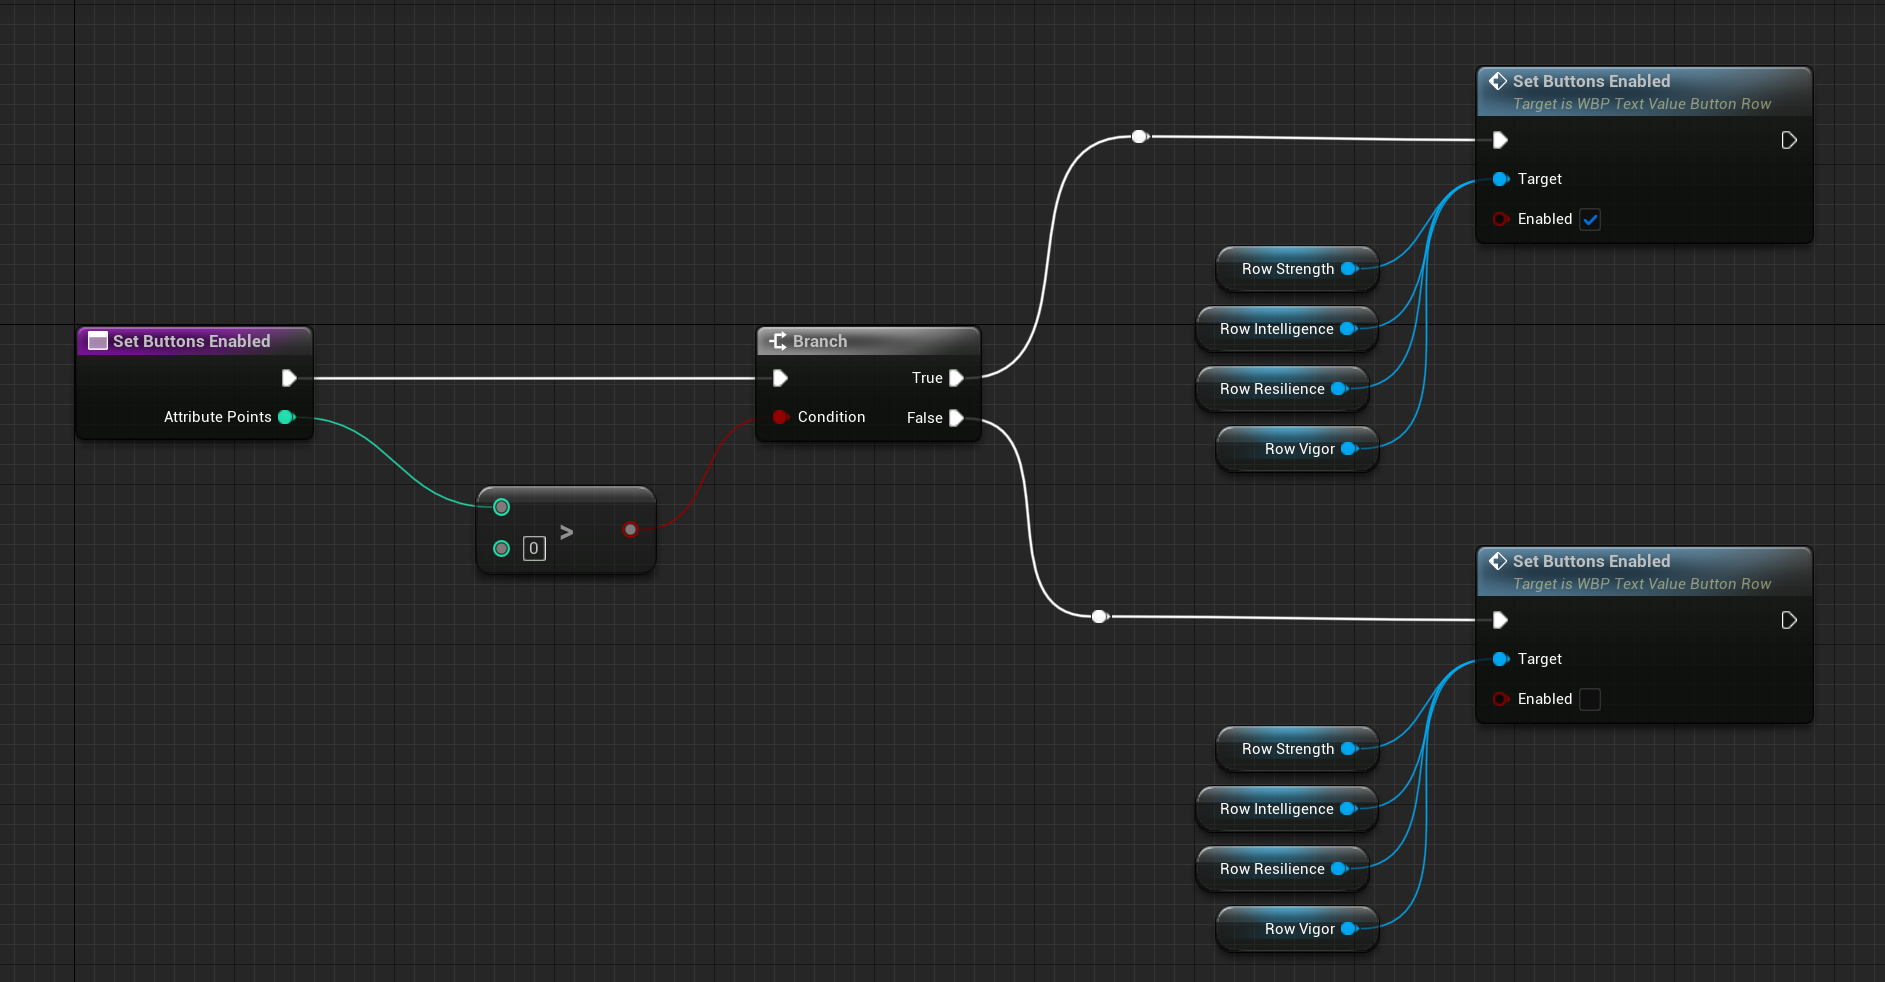 Set Buttons Enabled
Attribute Points
0
>
Branch
True
Condition
False
Set Buttons Enabled
Target is WBP Text Value Button Row
Target
Enabled
Row Strength
Row Intelligence
Row Resilience
Row Vigor
Set Buttons Enabled
Target is WBP Text Value Button Row
Target
Enabled
Row Strength
Row Intelligence
Row Resilience
Row Vigor